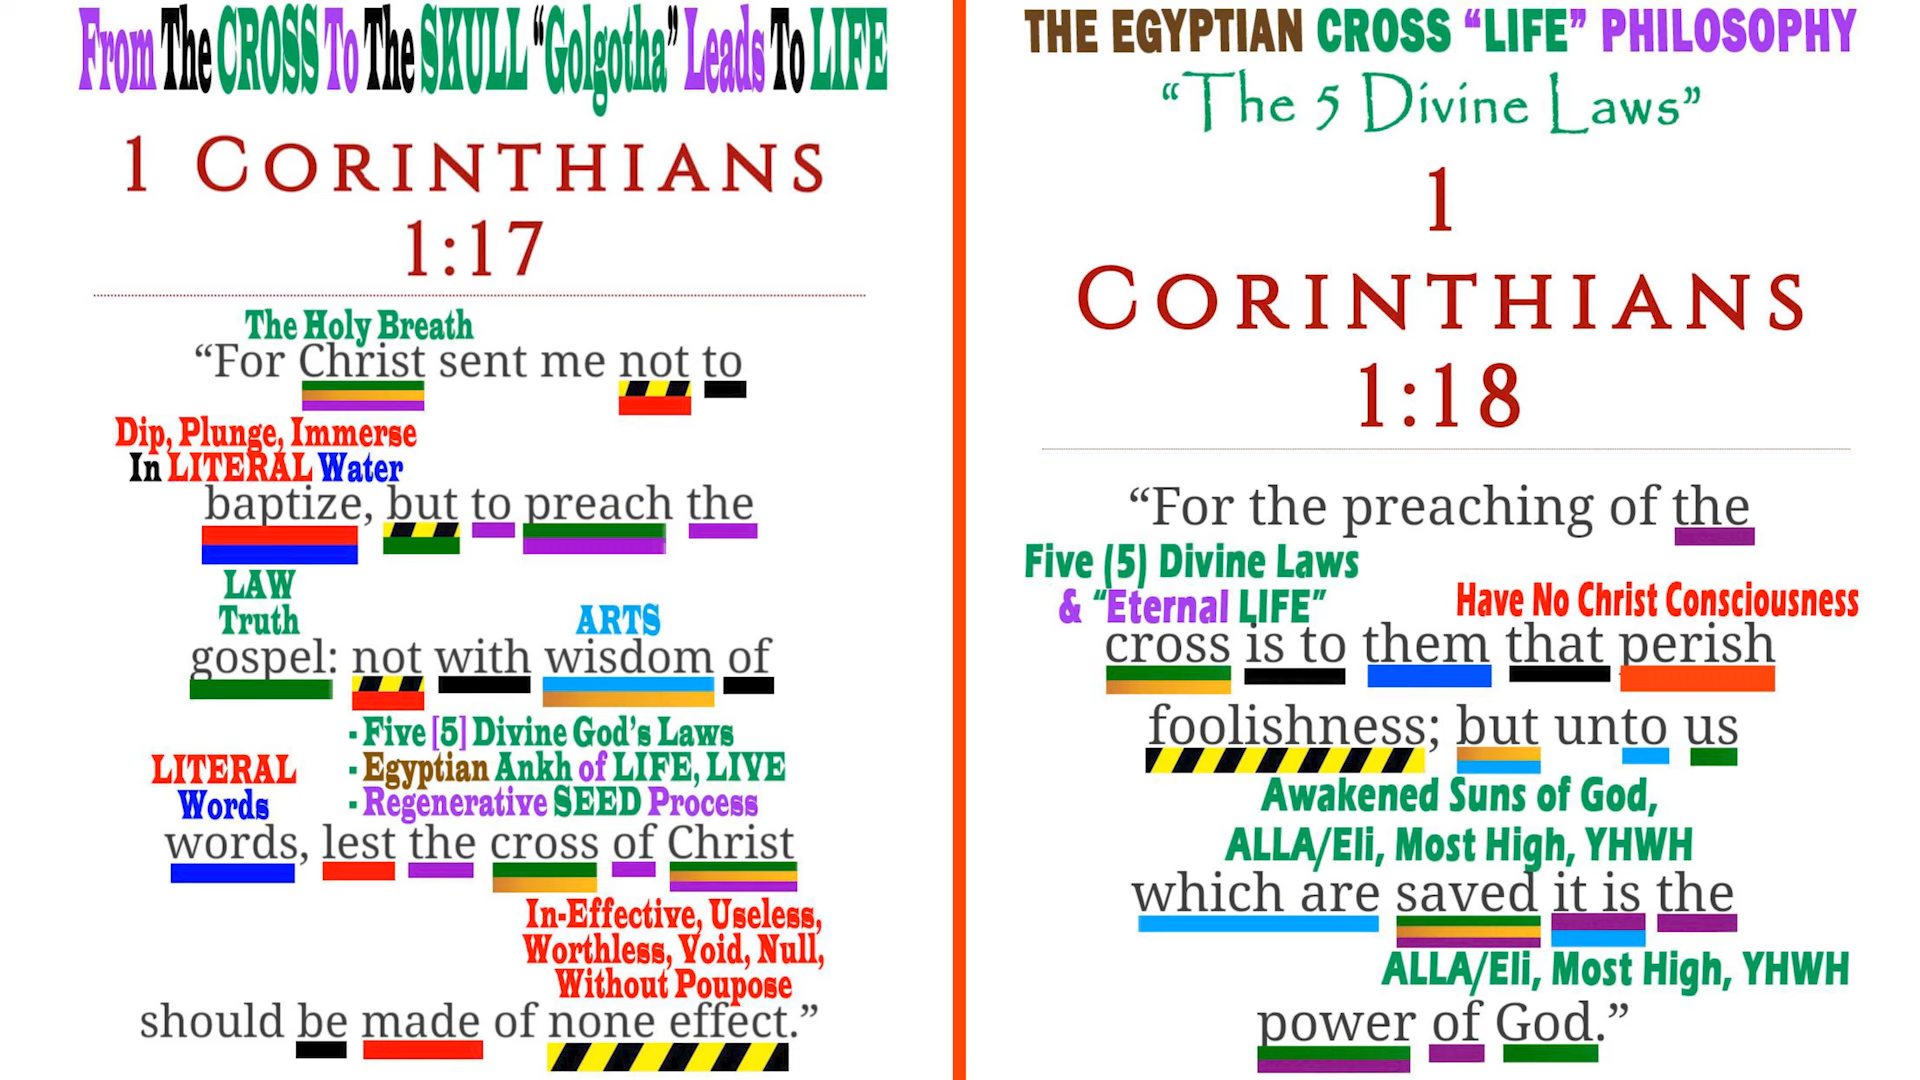 From The CROSS To The SKULL “Golgotha” Leads To LIFE
1 CORINTHIANS
1:17
The Holy Breath
“For Christ sent me not to
Dip, Plunge, Immerse
In LITERAL Water
baptize, but to preach the
LAW
Truth
ARTS
gospel: not with wisdom of
- Five [5] Divine God’s Laws
- Egyptian Ankh of LIFE, LIVE
- Regenerative SEED Process
LITERAL
Words
words, lest the cross of Christ
In-Effective, Useless,
Worthless, Void, Null,
Without Poupose
should be made of none effect.”
THE EGYPTIAN CROSS “LIFE” PHILOSOPHY
“The 5 Divine Laws”
1
CORINTHIANS
1:18
“For the preaching of the
Five (5) Divine Laws
& “Eternal LIFE”
Have No Christ Consciousness
cross is to them that perish
foolishness; but unto us
Awakened Suns of God,
ALLA/Eli, Most High, YHWH
which are saved it is the
ALLA/Eli, Most High, YHWH
power of God.”